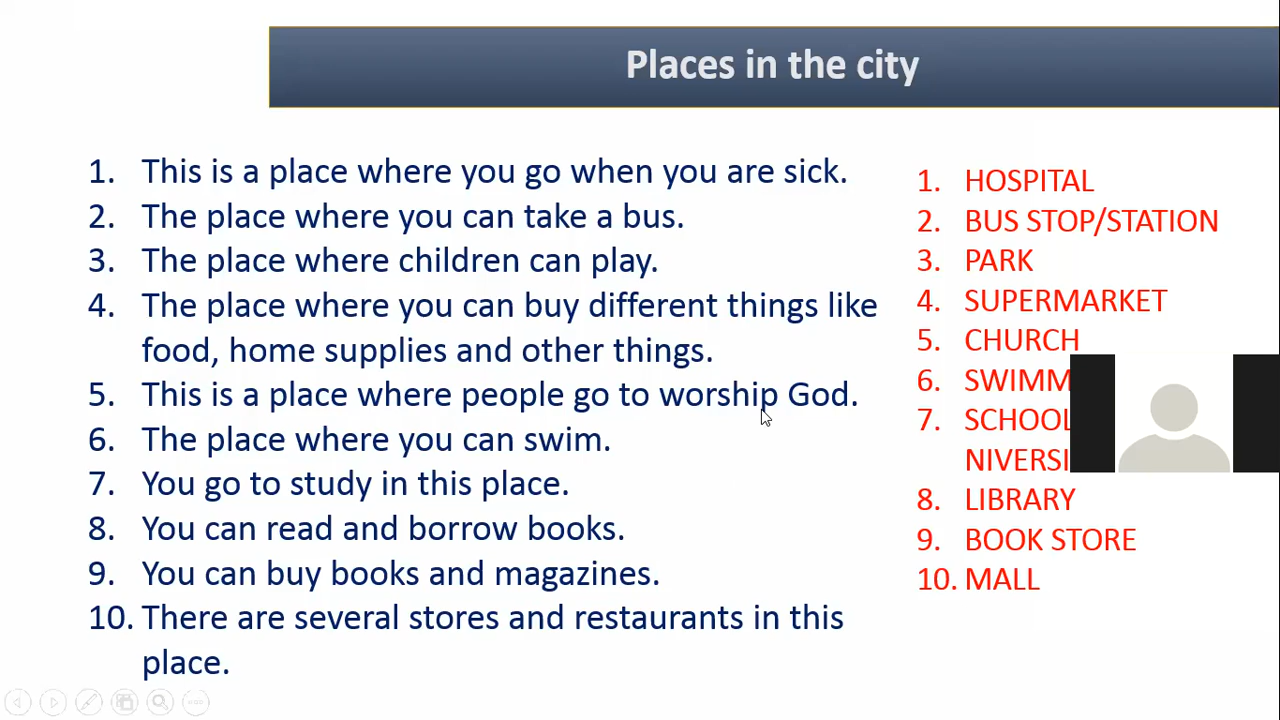 Places in the city
1. This is a place where you go when you are sick.
2. The place where you can take a bus.
3. The place where children can play.
4. The place where you can buy different things like
food, home supplies and other things.
5. This is a place where people go to worship God.
6. The place where you can swim.
7. You go to study in this place.
8. You can read and borrow books.
9. You can buy books and magazines.
10. There are several stores and restaurants in this
place.
1. HOSPITAL
2. BUS STOP/STATION
3. PARK
4. SUPERMARKET
5. CHURCH
6.
7. SCHOOL
8. LIBRARY
9. BOOK STORE
10. MALL